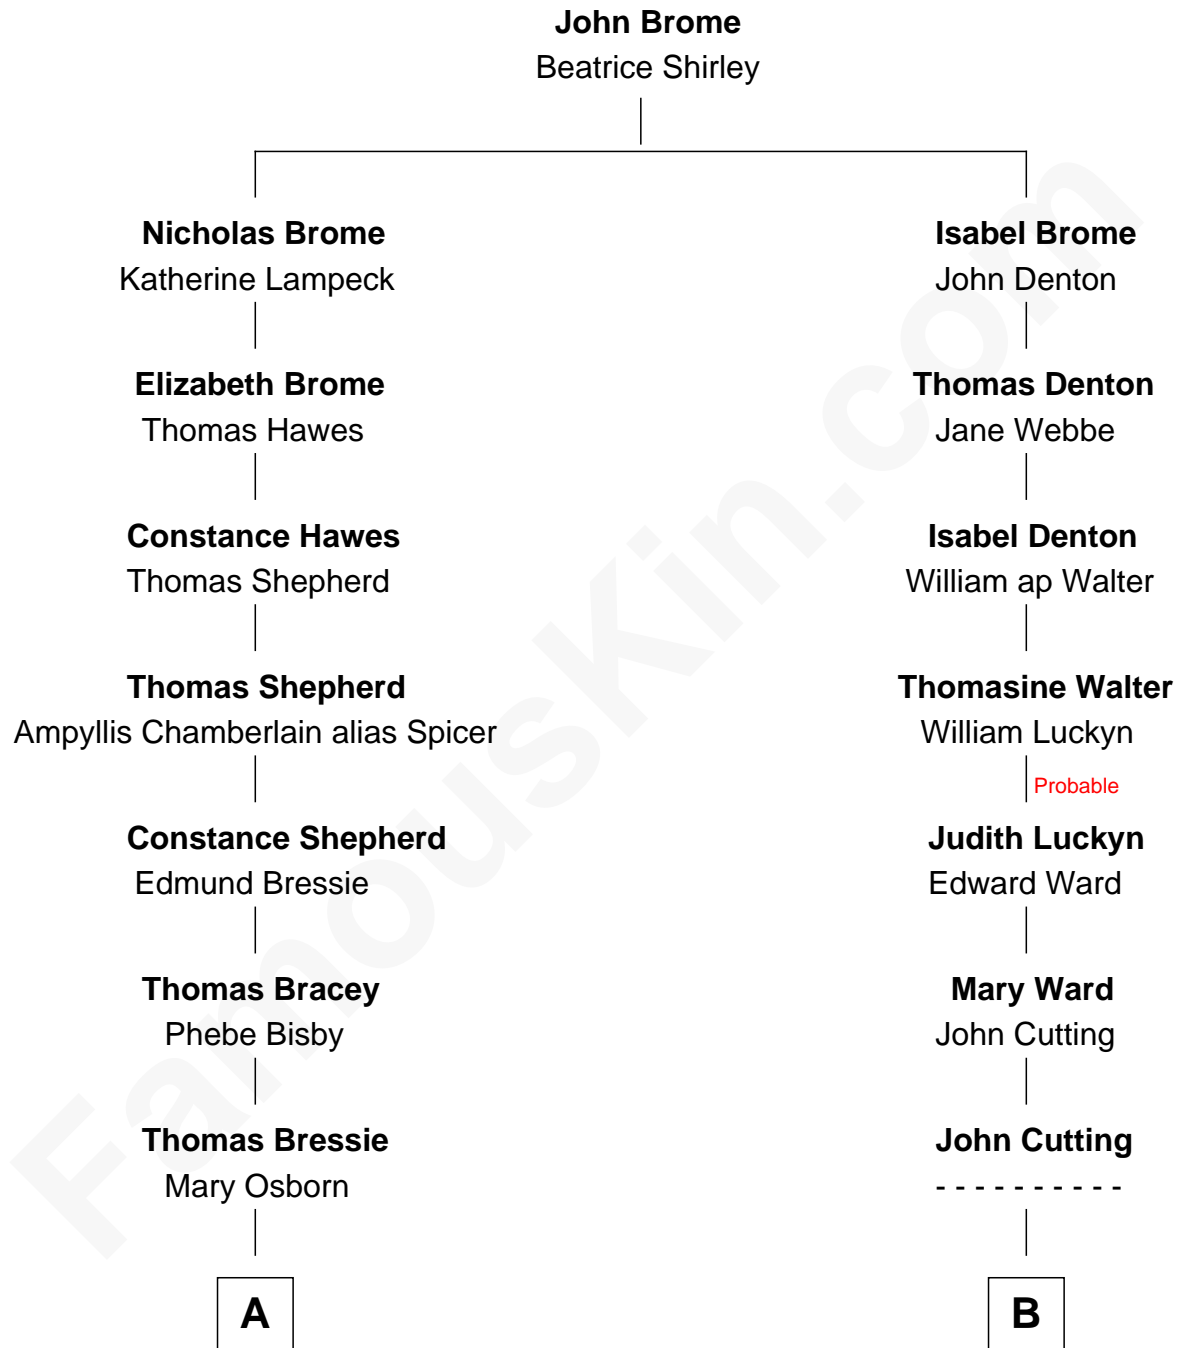 John Brome
Beatrice Shirley
Nicholas Brome
Katherine Lampeck
Isabel Brome
John Denton
Elizabeth Brome
Thomas Hawes
Thomas Denton
Jane Webbe
Constance Hawes
Thomas Shepherd
Isabel Denton
William ap Walter
Thomas Shepherd
Ampyllis Chamberlain alias Spicer
Thomasine Walter
William Luckyn
Probable
Constance Shepherd
Edmund Bressie
Judith Luckyn
Edward Ward
Thomas Bracey
Phebe Bisby
Mary Ward
John Cutting
Thomas Bressie
Mary Osborn
John Cutting
- - - - - - - - - -
A
B
FamousKin.com